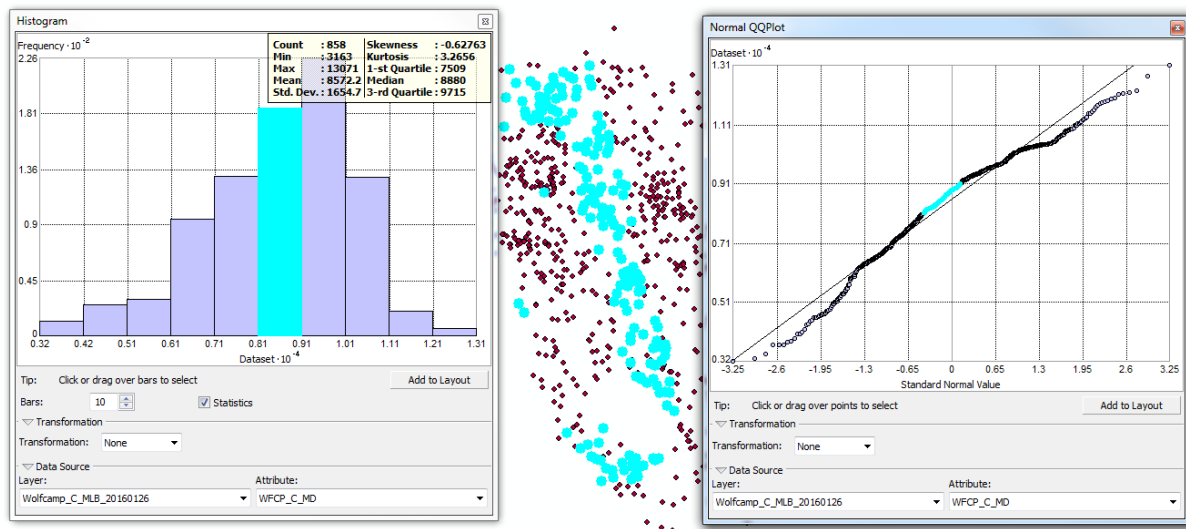 Histogram
Frequency · 10⁻²
Count : 858 Skewness : -0.62763
Min : 3163 Kurtosis : 3.2656
Max : 13071 1-st Quartile : 7509
Mean : 8572.2 Median : 8880
Std. Dev. : 1654.7 3-rd Quartile : 9715
2.26
1.81
1.36
0.9
0.45
0
0.32 0.42 0.51 0.61 0.71 0.81 0.91 1.01 1.11 1.21 1.31
Dataset · 10⁻⁴
Tip: Click or drag over bars to select Add to Layout
Bars: 10 Statistics
Transformation
Transformation: None
Data Source
Layer: Attribute:
Wolfcamp_C_MLB_20160126 WFCP_C_MD
Normal QQPlot
Dataset · 10⁻⁴
1.31
1.11
0.91
0.71
0.51
0.32
-3.25 -2.6 -1.95 -1.3 -0.65 0 0.65 1.3 1.95 2.6 3.25
Standard Normal Value
Tip: Click or drag over points to select Add to Layout
Transformation
Transformation: None
Data Source
Layer: Attribute:
Wolfcamp_C_MLB_20160126 WFCP_C_MD